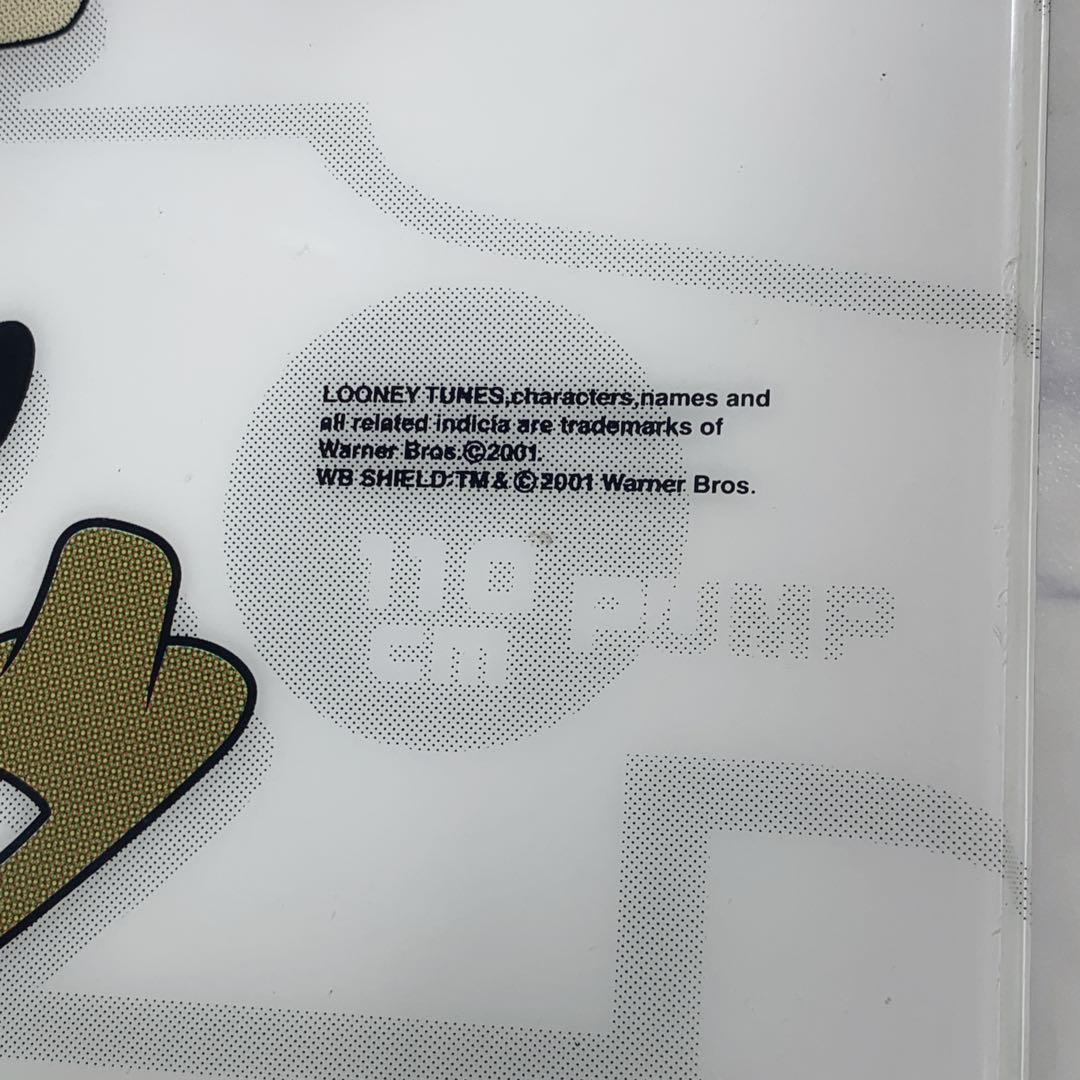 LOONEY TUNES,characters,names and
all related indicia are trademarks of
Warner Bros.©2001.
WB SHIELD:TM & ©2001 Warner Bros.
110
cm
PUMP